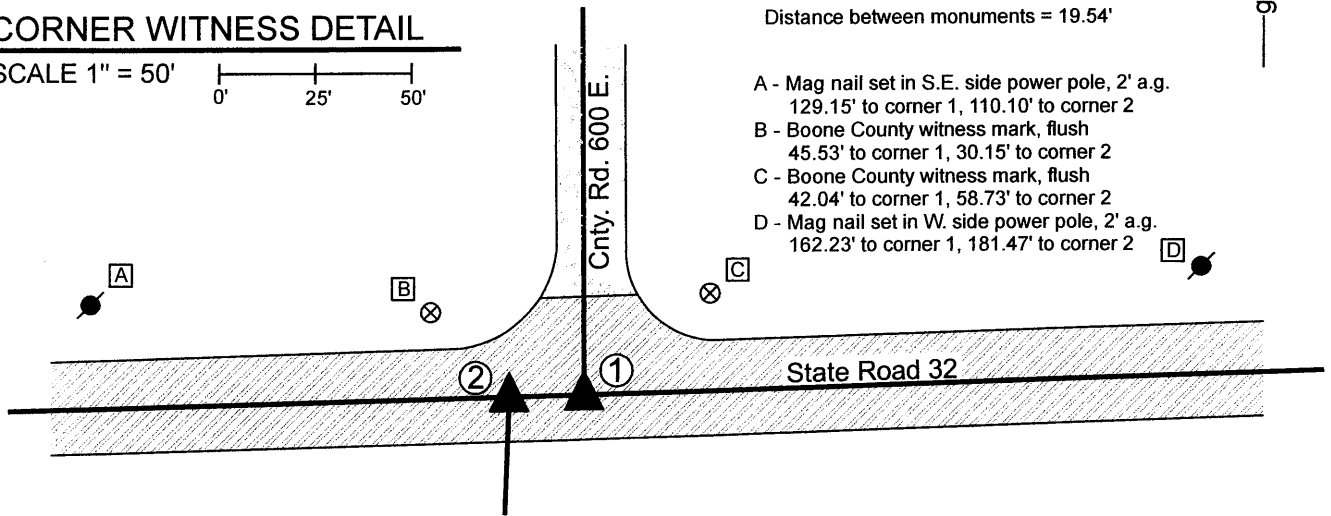 CORNER WITNESS DETAIL
SCALE 1" = 50'
0' 25' 50'
Distance between monuments = 19.54'
A - Mag nail set in S.E. side power pole, 2' a.g.
129.15' to corner 1, 110.10' to corner 2
B - Boone County witness mark, flush
45.53' to corner 1, 30.15' to corner 2
C - Boone County witness mark, flush
42.04' to corner 1, 58.73' to corner 2
D - Mag nail set in W. side power pole, 2' a.g.
162.23' to corner 1, 181.47' to corner 2
Cnty. Rd. 600 E.
A
B
C
D
2
1
State Road 32